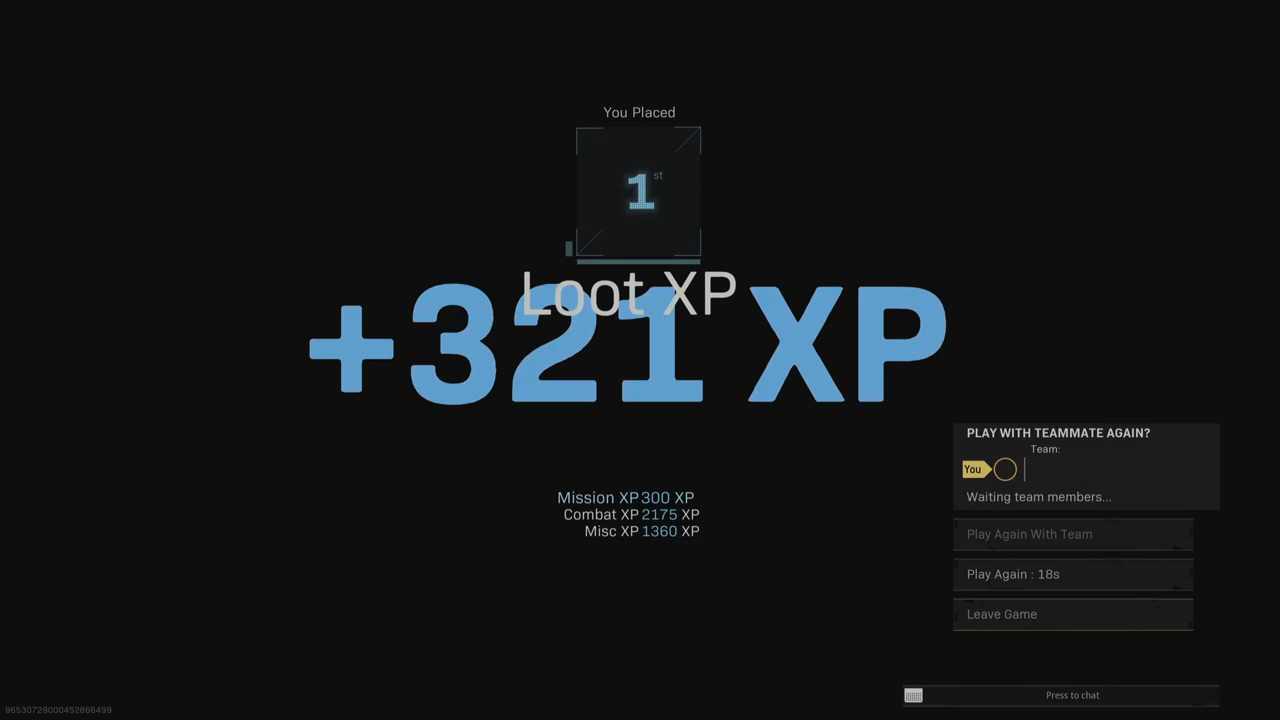 You Placed
1st
Loot XP
+321 XP
Mission XP 300 XP
Combat XP 2175 XP
Misc XP 1360 XP
PLAY WITH TEAMMATE AGAIN?
Team:
You
Waiting team members...
Play Again With Team
Play Again : 18s
Leave Game
Press to chat
96530729000452866499